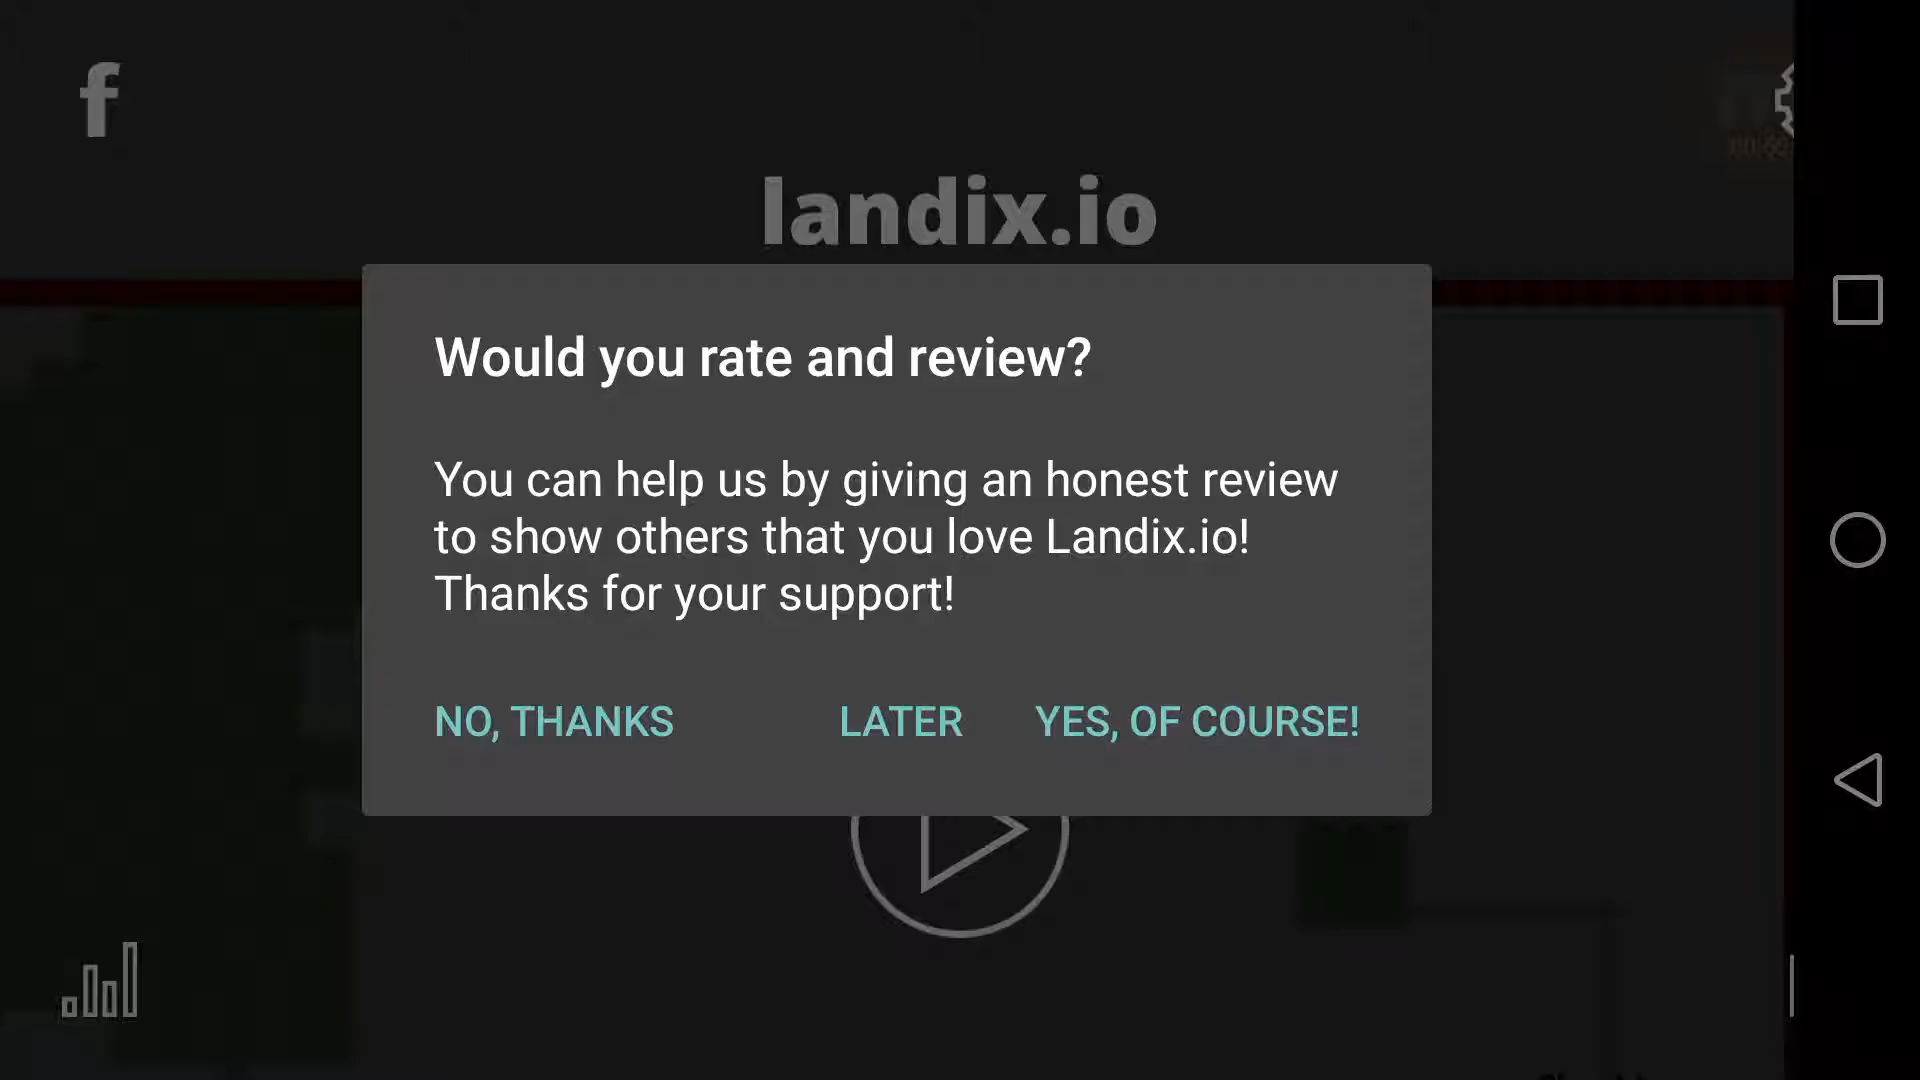 f
landix.io
Would you rate and review?
You can help us by giving an honest review
to show others that you love Landix.io!
Thanks for your support!
NO, THANKS
LATER
YES, OF COURSE!